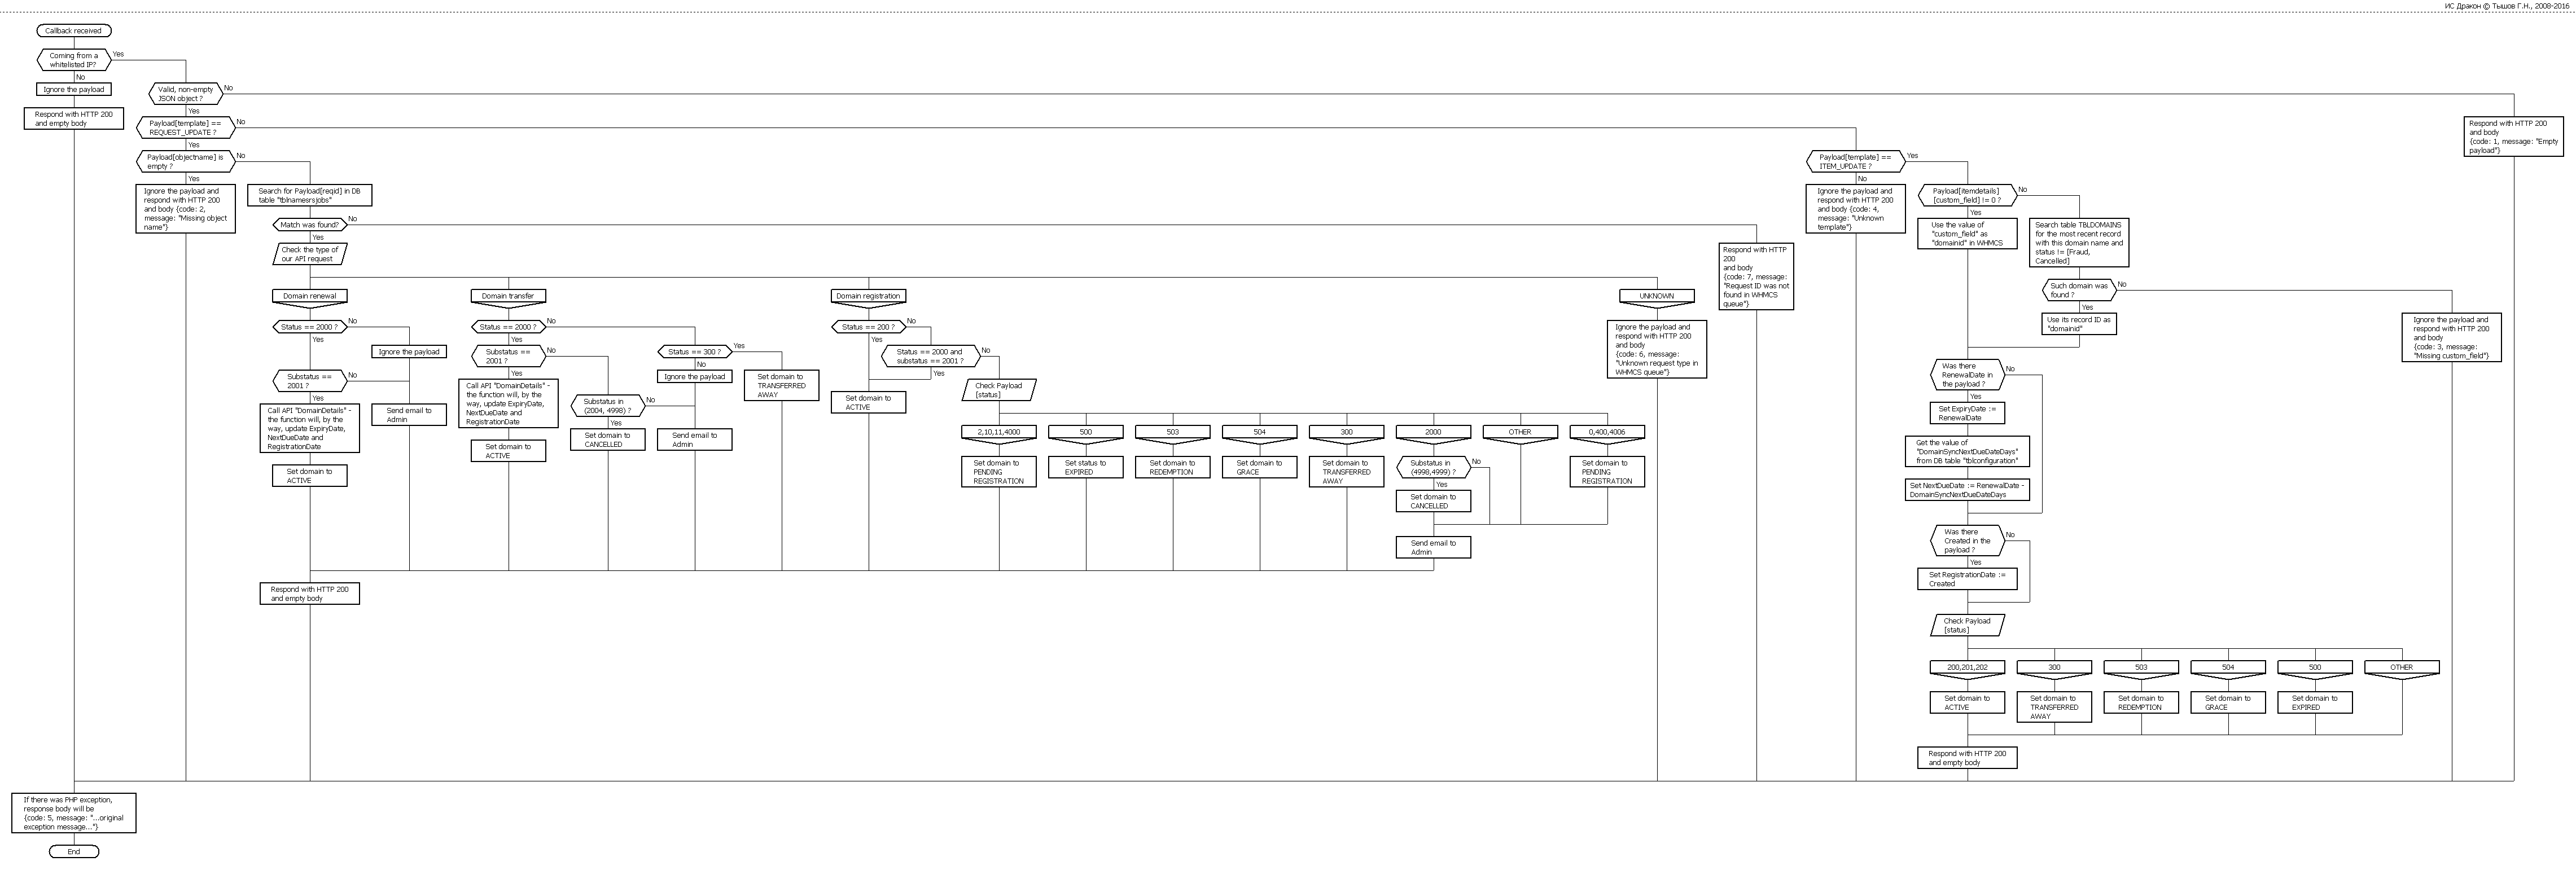 ИС Дракон © Тышов Г.Н., 2008-2016
Callback received
Coming from a
whitelisted IP?
Yes
No
Ignore the payload
Respond with HTTP 200
and empty body
Valid, non-empty
JSON object ?
No
Yes
Payload[template] ==
REQUEST_UPDATE ?
No
Yes
Payload[objectname] is
empty ?
No
Yes
Ignore the payload and
respond with HTTP 200
and body {code: 2,
message: "Missing object
name"}
Search for Payload[reqid] in DB
table "tblnamesrsjobs"
Match was found?
No
Yes
Check the type of
our API request
Domain renewal
Status == 2000 ?
No
Yes
Ignore the payload
Substatus ==
2001 ?
No
Yes
Call API "DomainDetails" -
the function will, by the
way, update ExpiryDate,
NextDueDate and
RegistrationDate
Send email to
Admin
Set domain to
ACTIVE
Respond with HTTP 200
and empty body
Domain transfer
Status == 2000 ?
No
Yes
Substatus ==
2001 ?
No
Yes
Call API "DomainDetails" -
the function will, by the
way, update ExpiryDate,
NextDueDate and
RegistrationDate
Set domain to
ACTIVE
Substatus in
(2004, 4998) ?
No
Yes
Set domain to
CANCELLED
Status == 300 ?
Yes
No
Ignore the payload
Send email to
Admin
Set domain to
TRANSFERRED
AWAY
Domain registration
Status == 200 ?
No
Yes
Status == 2000 and
substatus == 2001 ?
No
Yes
Set domain to
ACTIVE
Check Payload
[status]
2,10,11,4000
Set domain to
PENDING
REGISTRATION
500
Set status to
EXPIRED
503
Set domain to
REDEMPTION
504
Set domain to
GRACE
300
Set domain to
TRANSFERRED
AWAY
2000
Substatus in
(4998,4999) ?
No
Yes
Set domain to
CANCELLED
Send email to
Admin
OTHER
0,400,4006
Set domain to
PENDING
REGISTRATION
UNKNOWN
Ignore the payload and
respond with HTTP 200
and body
{code: 6, message:
"Unknown request type in
WHMCS queue"}
Respond with HTTP
200
and body
{code: 7, message:
"Request ID was not
found in WHMCS
queue"}
Payload[template] ==
ITEM_UPDATE ?
Yes
No
Ignore the payload and
respond with HTTP 200
and body {code: 4,
message: "Unknown
template"}
Payload[itemdetails]
[custom_field] != 0 ?
No
Yes
Use the value of
"custom_field" as
"domainid" in WHMCS
Search table TBLDOMAINS
for the most recent record
with this domain name and
status != [Fraud,
Cancelled]
Such domain was
found ?
No
Yes
Use its record ID as
"domainid"
Ignore the payload and
respond with HTTP 200
and body
{code: 3, message:
"Missing custom_field"}
Was there
RenewalDate in
the payload ?
No
Yes
Set ExpiryDate :=
RenewalDate
Get the value of
"DomainSyncNextDueDateDays"
from DB table "tblconfiguration"
Set NextDueDate := RenewalDate -
DomainSyncNextDueDateDays
Was there
Created in the
payload ?
No
Yes
Set RegistrationDate :=
Created
Check Payload
[status]
200,201,202
Set domain to
ACTIVE
300
Set domain to
TRANSFERRED
AWAY
503
Set domain to
REDEMPTION
504
Set domain to
GRACE
500
Set domain to
EXPIRED
OTHER
Respond with HTTP 200
and empty body
Respond with HTTP 200
and body
{code: 1, message: "Empty
payload"}
If there was PHP exception,
response body will be
{code: 5, message: "...original
exception message..."}
End